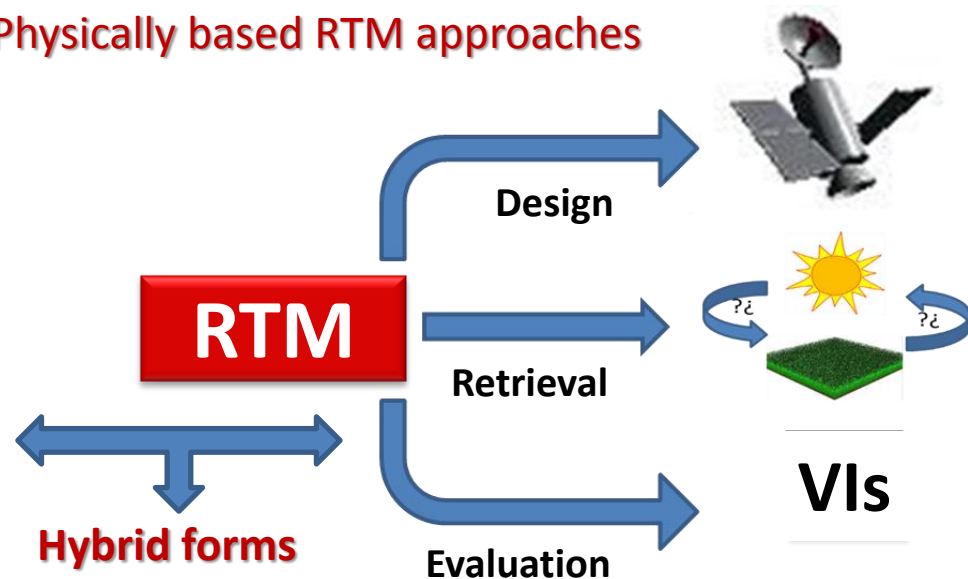 Physically based RTM approaches
Design
RTM
?¿
?¿
Retrieval
VIs
Hybrid forms
Evaluation